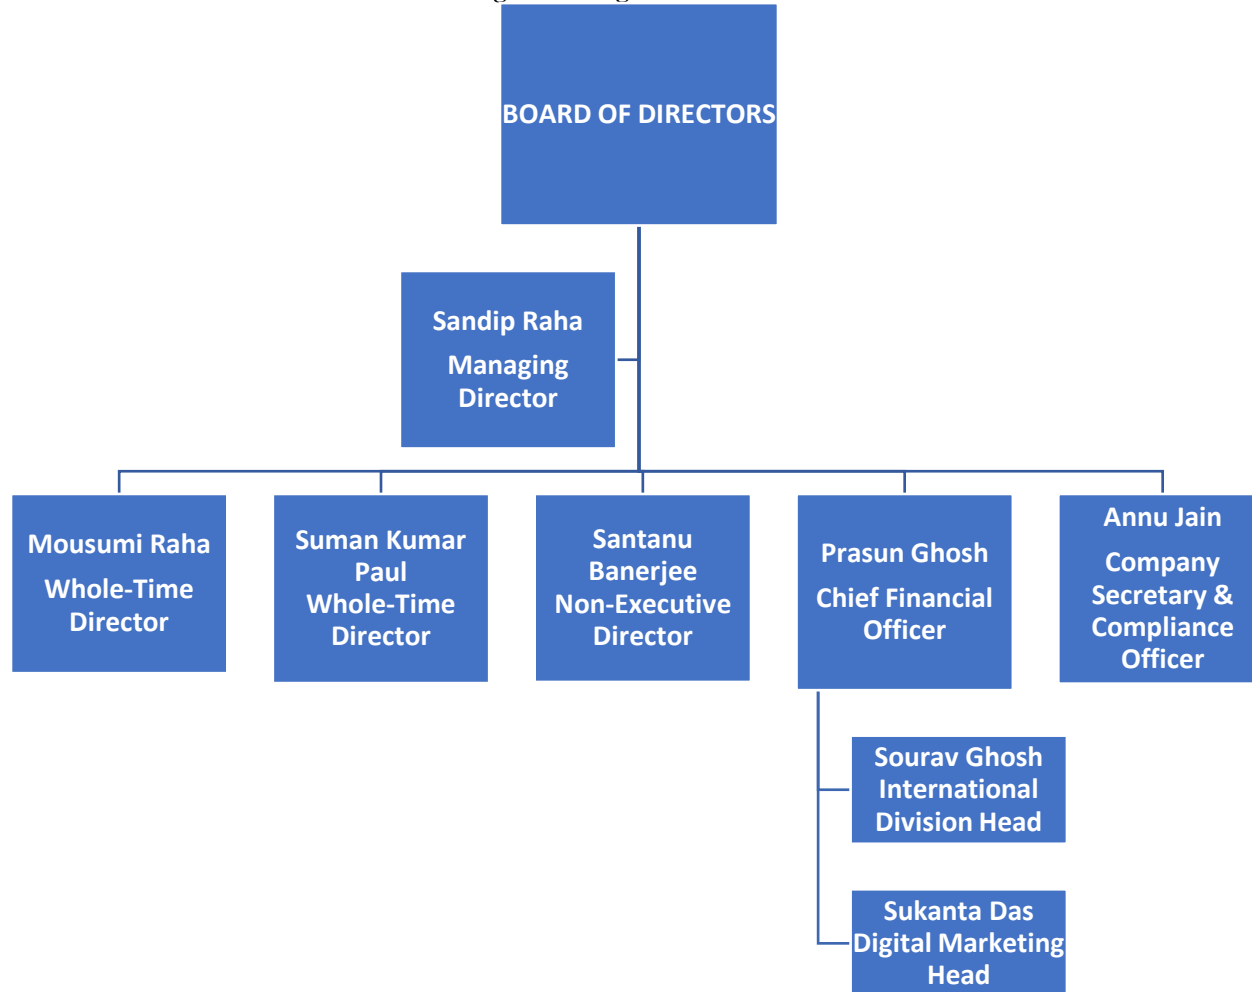 BOARD OF DIRECTORS
Sandip Raha
Managing
Director
Mousumi Raha
Whole-Time
Director
Suman Kumar
Paul
Whole-Time
Director
Santanu
Banerjee
Non-Executive
Director
Prasun Ghosh
Chief Financial
Officer
Annu Jain
Company
Secretary &
Compliance
Officer
Sourav Ghosh
International
Division Head
Sukanta Das
Digital Marketing
Head